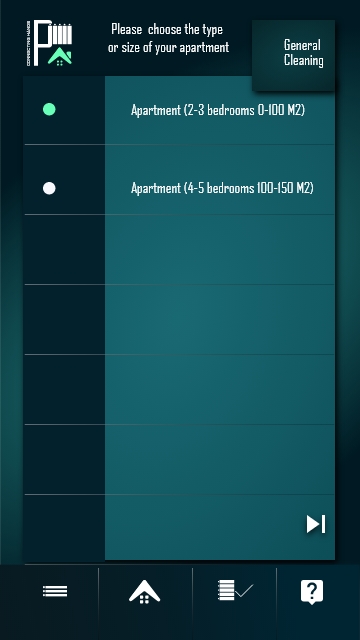 Please choose the type
or size of your apartment
General
Cleaning
Apartment (2-3 bedrooms 0-100 M2)
Apartment (4-5 bedrooms 100-150 M2)